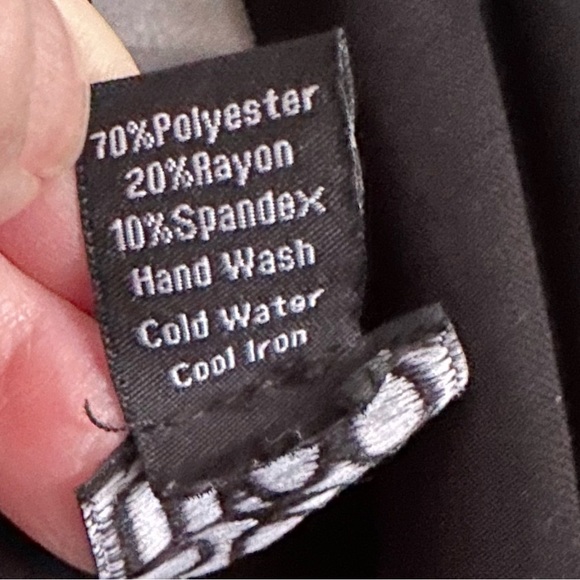 70%Polyester
20%Rayon
10%Spandex
Hand Wash
Cold Water
Cool Iron